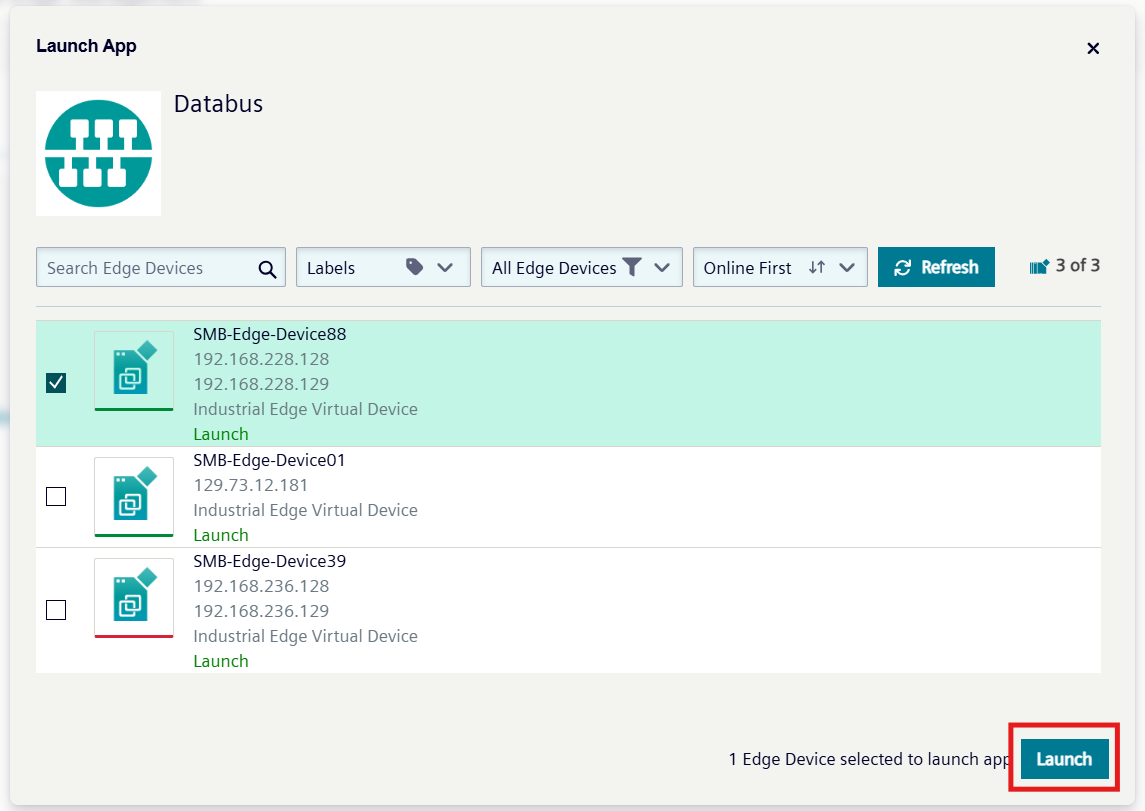 Launch App
Databus
Search Edge Devices
Labels
All Edge Devices
Online First
Refresh
3 of 3
SMB-Edge-Device88
192.168.228.128
192.168.228.129
Industrial Edge Virtual Device
Launch
SMB-Edge-Device01
129.73.12.181
Industrial Edge Virtual Device
Launch
SMB-Edge-Device39
192.168.236.128
192.168.236.129
Industrial Edge Virtual Device
Launch
1 Edge Device selected to launch app
Launch